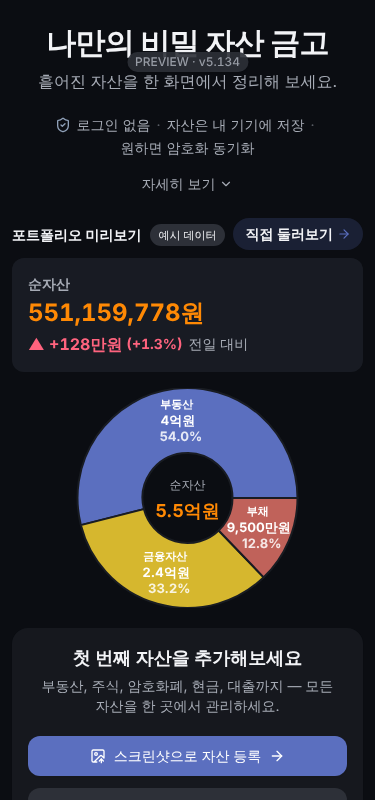 나만의 비밀 자산 금고
PREVIEW · v5.134
흩어진 자산을 한 화면에서 정리해 보세요.
로그인 없음 · 자산은 내 기기에 저장 ·
원하면 암호화 동기화
자세히 보기
포트폴리오 미리보기 예시 데이터 직접 둘러보기 →
순자산
551,159,778원
▲ +128만원 (+1.3%) 전일 대비
부동산
4억원
54.0%
순자산
5.5억원
부채
9,500만원
12.8%
금융자산
2.4억원
33.2%
첫 번째 자산을 추가해보세요
부동산, 주식, 암호화폐, 현금, 대출까지 — 모든
자산을 한 곳에서 관리하세요.
스크린샷으로 자산 등록 →